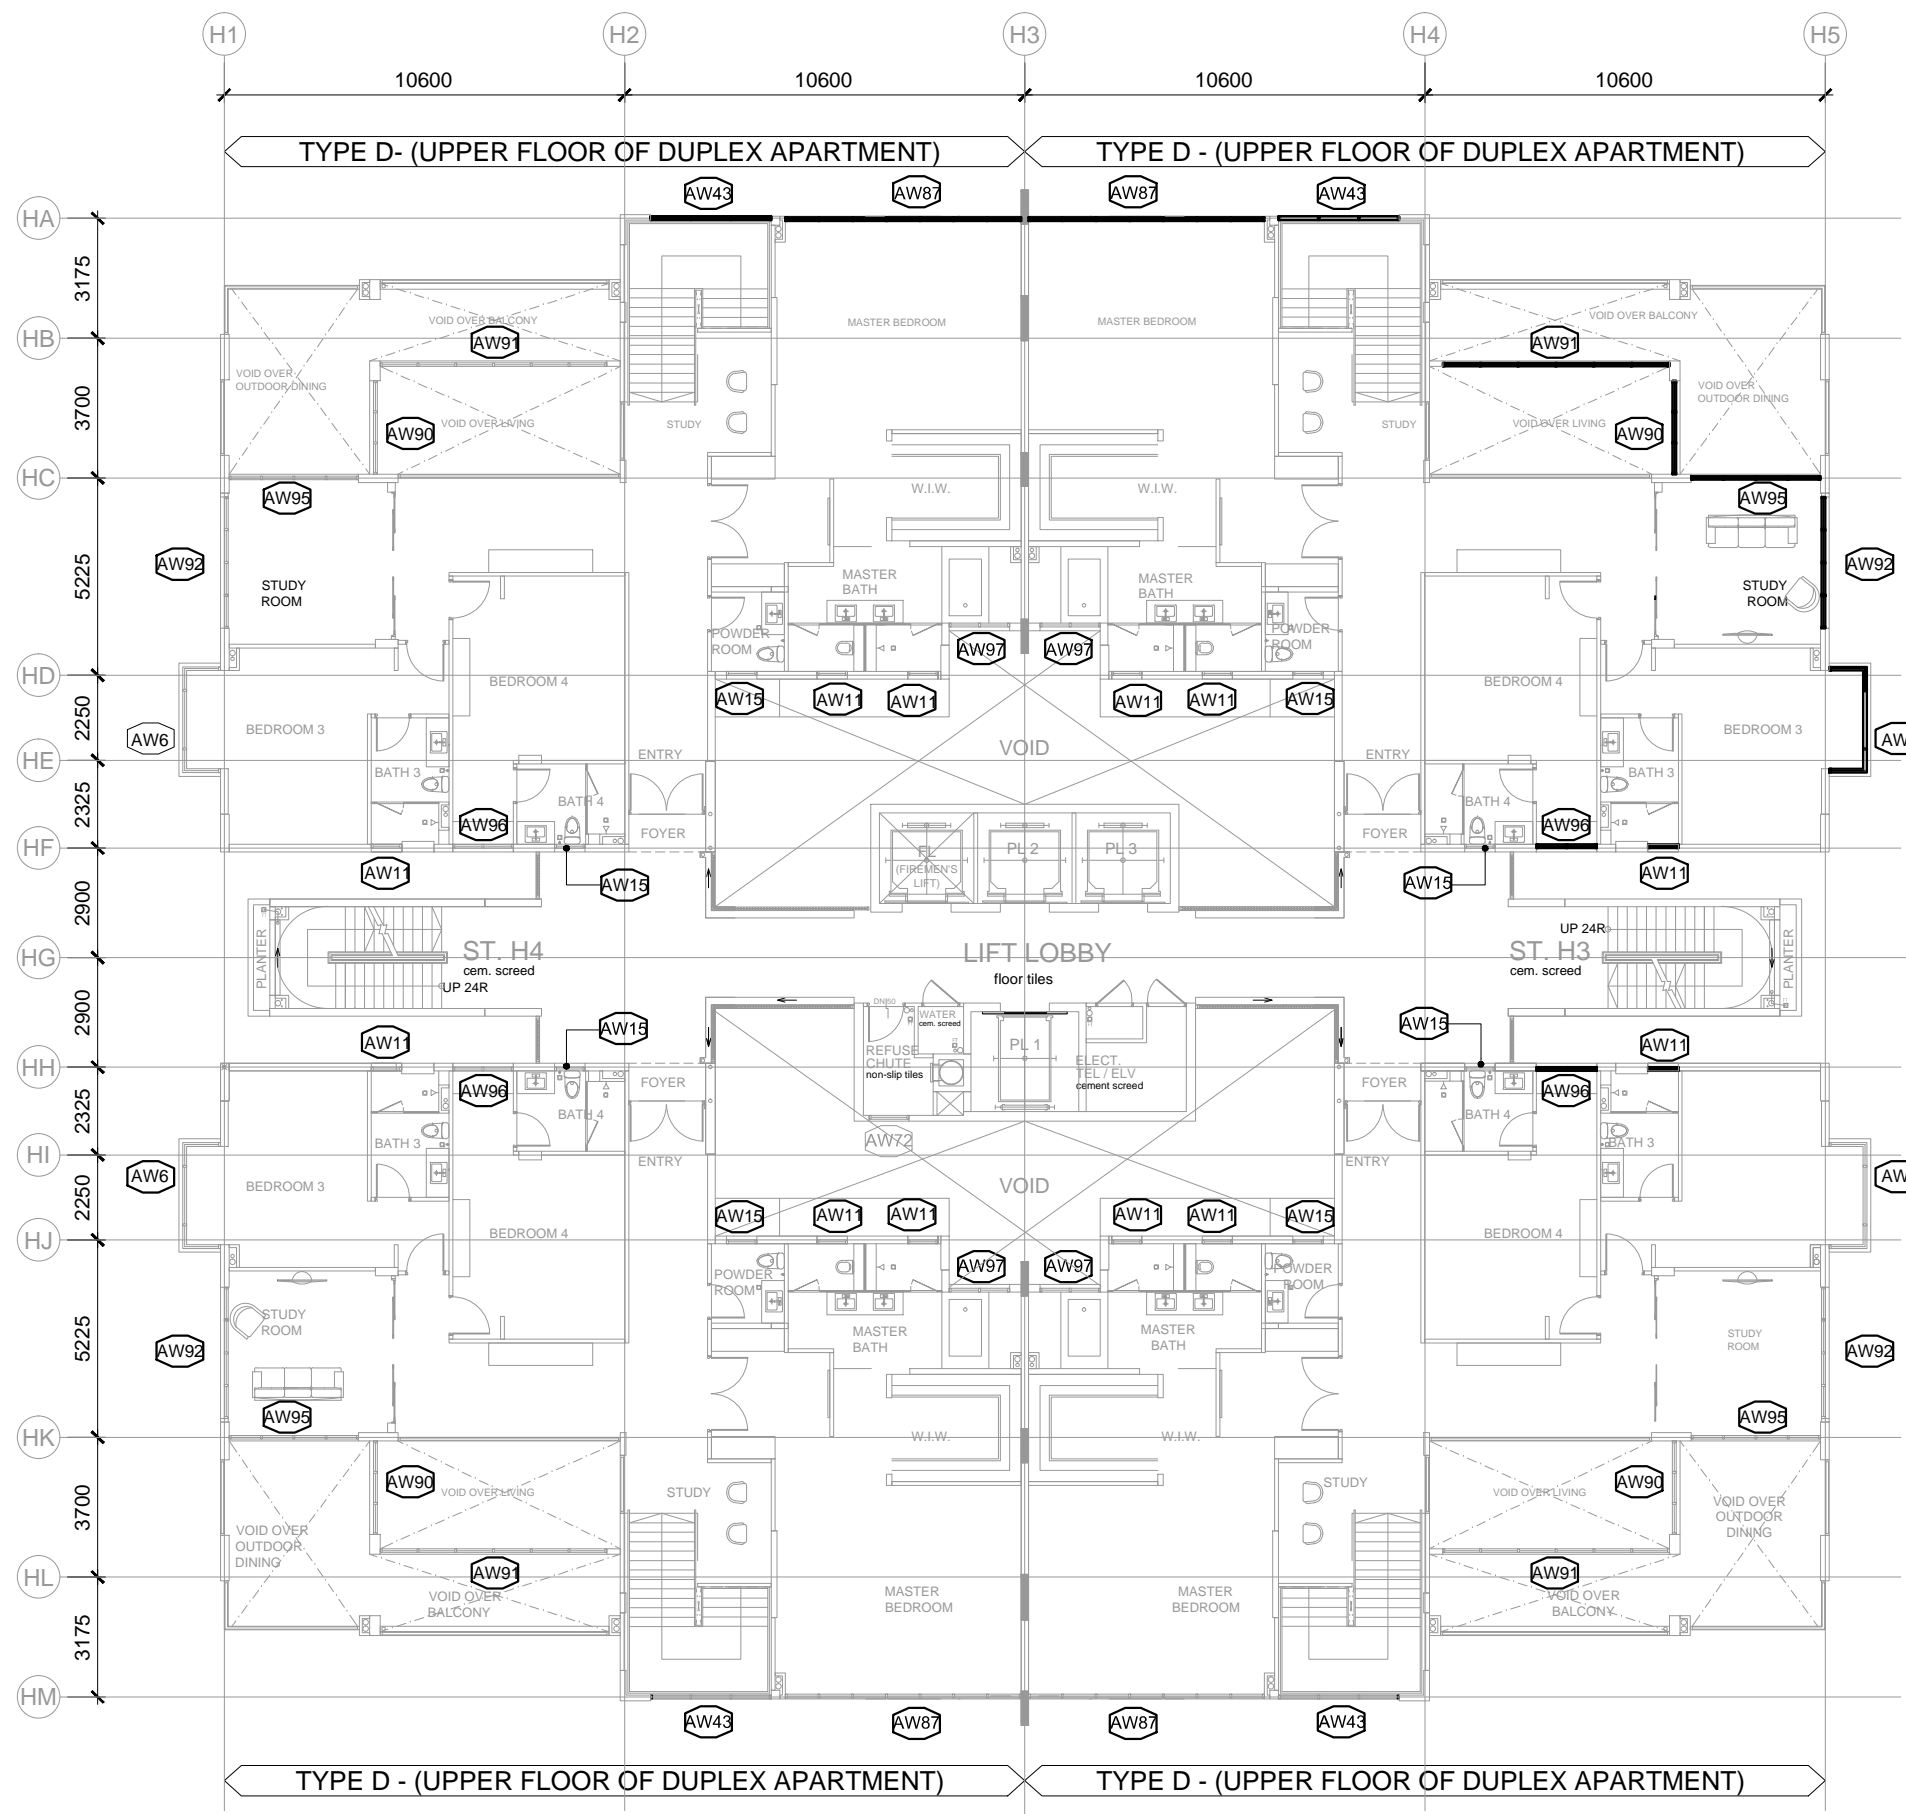 H1
H2
H3
H4
H5
10600
10600
10600
10600
TYPE D- (UPPER FLOOR OF DUPLEX APARTMENT)
TYPE D - (UPPER FLOOR OF DUPLEX APARTMENT)
AW43
AW87
AW87
AW43
HA
3175
VOID OVER BALCONY
MASTER BEDROOM
MASTER BEDROOM
VOID OVER BALCONY
HB
AW91
AW91
VOID OVER
OUTDOOR DINING
VOID OVER
OUTDOOR DINING
3700
AW90
VOID OVER LIVING
STUDY
STUDY
VOID OVER LIVING
AW90
HC
AW95
W.I.W.
W.I.W.
AW95
AW92
AW92
5225
STUDY
ROOM
MASTER
BATH
MASTER
BATH
STUDY
ROOM
POWDER
ROOM
AW97
AW97
POWDER
ROOM
HD
BEDROOM 4
BEDROOM 4
AW15
AW11
AW11
AW11
AW11
AW15
2250
AW6
BEDROOM 3
VOID
BEDROOM 3
AW
HE
ENTRY
ENTRY
BATH 3
BATH 3
2325
BATH 4
BATH 4
AW96
FOYER
FOYER
AW96
HF
FL
(FIREMEN'S
LIFT)
PL 2
PL 3
AW11
AW15
AW15
AW11
2900
PLANTER
ST. H4
cem. screed
UP 24R
LIFT LOBBY
floor tiles
UP 24R
ST. H3
cem. screed
PLANTER
HG
2900
DN150
WATER
cem. screed
AW15
AW15
AW11
REFUSE
CHUTE
non-slip tiles
PL 1
ELECT.
TEL / ELV
cement screed
AW11
HH
AW96
FOYER
FOYER
AW96
2325
BATH 4
BATH 4
BATH 3
AW72
BATH 3
HI
ENTRY
ENTRY
AW6
BEDROOM 3
VOID
AW
2250
AW15
AW11
AW11
AW11
AW11
AW15
HJ
BEDROOM 4
BEDROOM 4
POWDER
ROOM
AW97
AW97
POWDER
ROOM
5225
STUDY
ROOM
MASTER
BATH
MASTER
BATH
STUDY
ROOM
AW92
AW92
AW95
AW95
HK
W.I.W.
W.I.W.
AW90
VOID OVER LIVING
STUDY
STUDY
VOID OVER LIVING
AW90
3700
VOID OVER
OUTDOOR
DINING
VOID OVER
OUTDOOR
DINING
HL
AW91
AW91
VOID OVER
BALCONY
MASTER
BEDROOM
MASTER
BEDROOM
VOID OVER
BALCONY
3175
HM
AW43
AW87
AW87
AW43
TYPE D - (UPPER FLOOR OF DUPLEX APARTMENT)
TYPE D - (UPPER FLOOR OF DUPLEX APARTMENT)